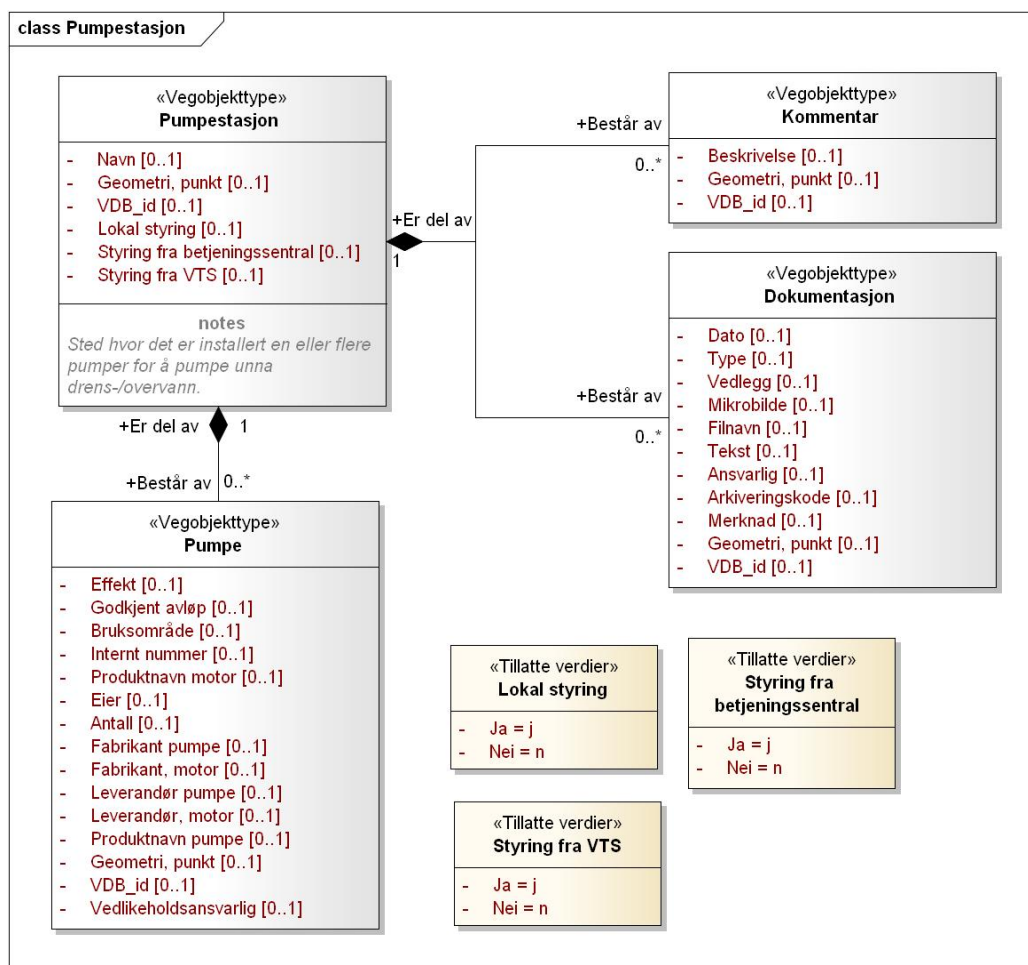 class Pumpestasjon
«Vegobjekttype»
Pumpestasjon
- Navn [0..1]
- Geometri, punkt [0..1]
- VDB_id [0..1]
- Lokal styring [0..1]
- Styring fra betjeningssentral [0..1]
- Styring fra VTS [0..1]
notes
Sted hvor det er installert en eller flere
pumper for å pumpe unna
drens-/overvann.
+Er del av
1
+Består av
0..*
«Vegobjekttype»
Kommentar
- Beskrivelse [0..1]
- Geometri, punkt [0..1]
- VDB_id [0..1]
+Består av
0..*
«Vegobjekttype»
Dokumentasjon
- Dato [0..1]
- Type [0..1]
- Vedlegg [0..1]
- Mikrobilde [0..1]
- Filnavn [0..1]
- Tekst [0..1]
- Ansvarlig [0..1]
- Arkiveringskode [0..1]
- Merknad [0..1]
- Geometri, punkt [0..1]
- VDB_id [0..1]
+Er del av 1
+Består av 0..*
«Vegobjekttype»
Pumpe
- Effekt [0..1]
- Godkjent avløp [0..1]
- Bruksområde [0..1]
- Internt nummer [0..1]
- Produktnavn motor [0..1]
- Eier [0..1]
- Antall [0..1]
- Fabrikant pumpe [0..1]
- Fabrikant, motor [0..1]
- Leverandør pumpe [0..1]
- Leverandør, motor [0..1]
- Produktnavn pumpe [0..1]
- Geometri, punkt [0..1]
- VDB_id [0..1]
- Vedlikeholdsansvarlig [0..1]
«Tillatte verdier»
Lokal styring
- Ja = j
- Nei = n
«Tillatte verdier»
Styring fra
betjeningssentral
- Ja = j
- Nei = n
«Tillatte verdier»
Styring fra VTS
- Ja = j
- Nei = n